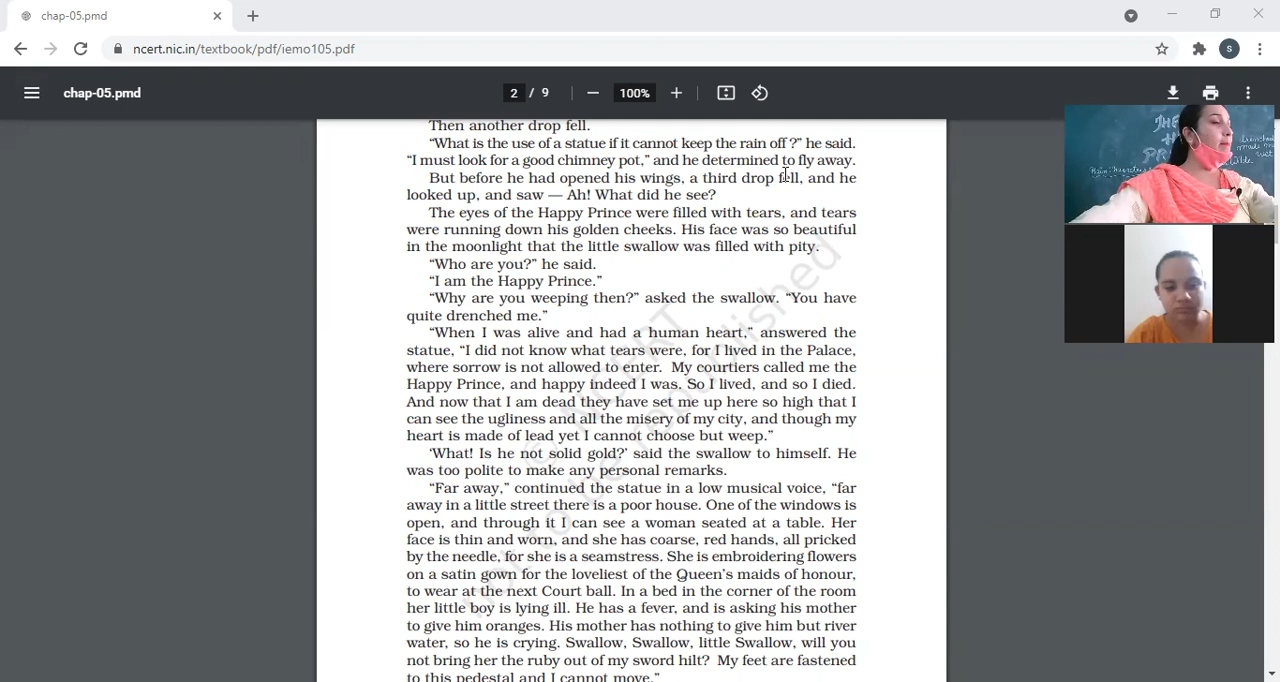 chap-05.pmd
ncert.nic.in/textbook/pdf/iemo105.pdf
S
chap-05.pmd
2 / 9
100%
Then another drop fell.
“What is the use of a statue if it cannot keep the rain off ?” he said.
“I must look for a good chimney pot,” and he determined to fly away.
But before he had opened his wings, a third drop fell, and he
looked up, and saw — Ah! What did he see?
The eyes of the Happy Prince were filled with tears, and tears
were running down his golden cheeks. His face was so beautiful
in the moonlight that the little swallow was filled with pity.
“Who are you?” he said.
“I am the Happy Prince.”
“Why are you weeping then?” asked the swallow. “You have
quite drenched me.”
“When I was alive and had a human heart,” answered the
statue, “I did not know what tears were, for I lived in the Palace,
where sorrow is not allowed to enter. My courtiers called me the
Happy Prince, and happy indeed I was. So I lived, and so I died.
And now that I am dead they have set me up here so high that I
can see the ugliness and all the misery of my city, and though my
heart is made of lead yet I cannot choose but weep.”
‘What! Is he not solid gold?’ said the swallow to himself. He
was too polite to make any personal remarks.
“Far away,” continued the statue in a low musical voice, “far
away in a little street there is a poor house. One of the windows is
open, and through it I can see a woman seated at a table. Her
face is thin and worn, and she has coarse, red hands, all pricked
by the needle, for she is a seamstress. She is embroidering flowers
on a satin gown for the loveliest of the Queen’s maids of honour,
to wear at the next Court ball. In a bed in the corner of the room
her little boy is lying ill. He has a fever, and is asking his mother
to give him oranges. His mother has nothing to give him but river
water, so he is crying. Swallow, Swallow, little Swallow, will you
not bring her the ruby out of my sword hilt? My feet are fastened
to this pedestal and I cannot move.”
© NCERT
not to be republished
THE
drenched
made me
wet